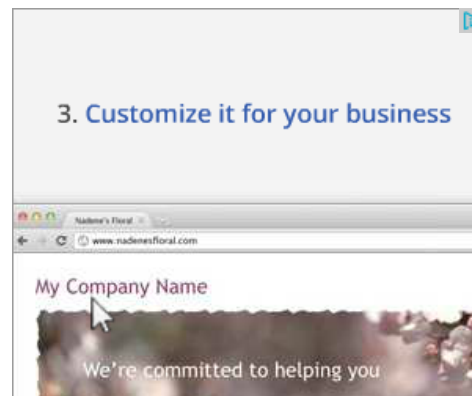 3. Customize it for your business
Nadene's Floral
www.nadenesfloral.com
My Company Name
We're committed to helping you